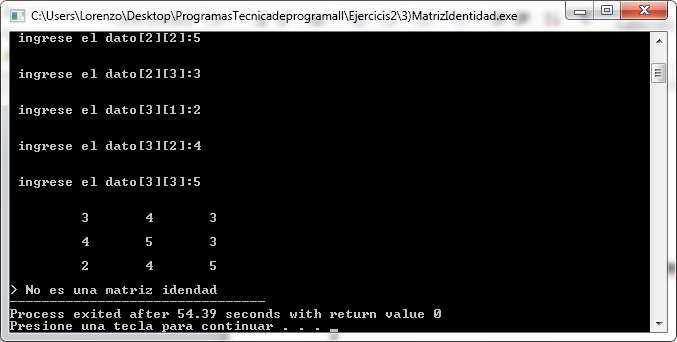 C:\Users\Lorenzo\Desktop\ProgramasTecnicadeprogramaII\Ejercicis2\3)MatrizIdentidad.exe
ingrese el dato[2][2]:5
ingrese el dato[2][3]:3
ingrese el dato[3][1]:2
ingrese el dato[3][2]:4
ingrese el dato[3][3]:5
3 4 3
4 5 3
2 4 5
> No es una matriz idendad
--------------------------------
Process exited after 54.39 seconds with return value 0
Presione una tecla para continuar . . . _